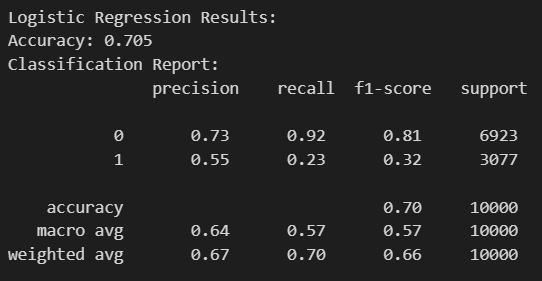 Logistic Regression Results:
Accuracy: 0.705
Classification Report:
              precision    recall  f1-score   support

           0       0.73      0.92      0.81      6923
           1       0.55      0.23      0.32      3077

    accuracy                           0.70     10000
   macro avg       0.64      0.57      0.57     10000
weighted avg       0.67      0.70      0.66     10000